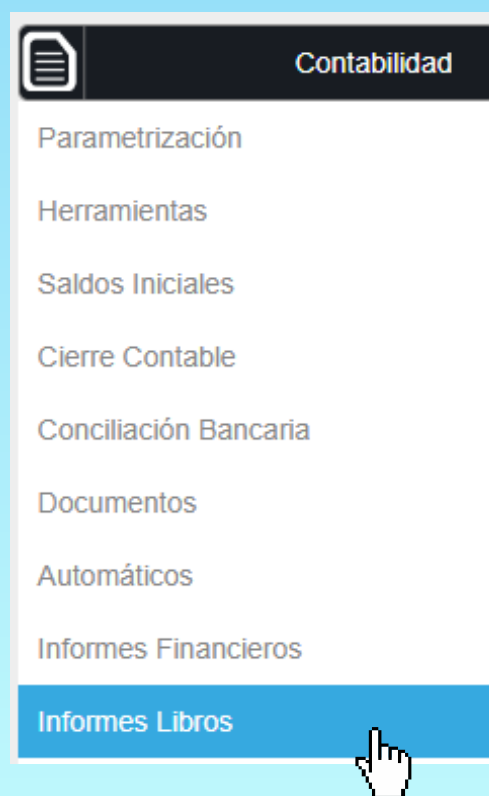 Contabilidad
Parametrización
Herramientas
Saldos Iniciales
Cierre Contable
Conciliación Bancaria
Documentos
Automáticos
Informes Financieros
Informes Libros